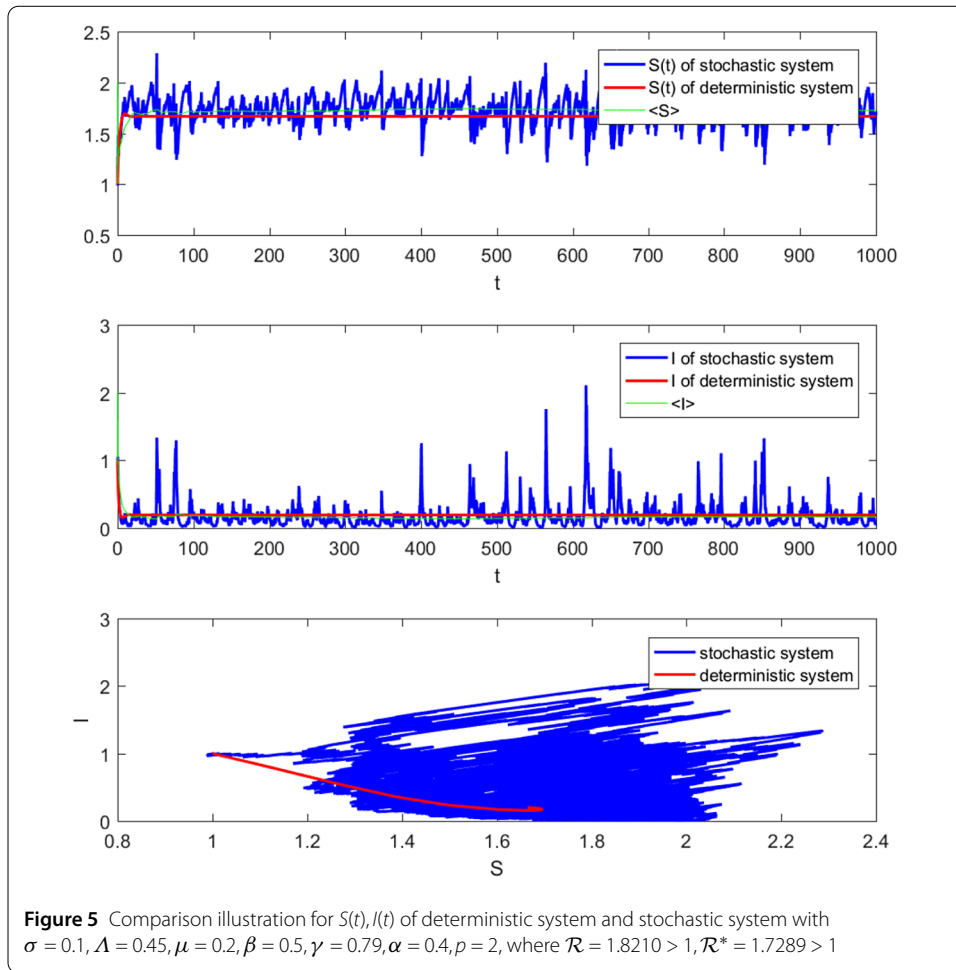 2.5
2
1.5
1
0.5
S(t) of stochastic system
S(t) of deterministic system
<S>
0 100 200 300 400 500 600 700 800 900 1000
t
3
2
1
0
I of stochastic system
I of deterministic system
<I>
0 100 200 300 400 500 600 700 800 900 1000
t
3
2
1
0
I
stochastic system
deterministic system
0.8 1 1.2 1.4 1.6 1.8 2 2.2 2.4
S
Figure 5 Comparison illustration for S(t), I(t) of deterministic system and stochastic system with
σ = 0.1, Λ = 0.45, μ = 0.2, β = 0.5, γ = 0.79, α = 0.4, p = 2, where ℛ = 1.8210 > 1, ℛ* = 1.7289 > 1